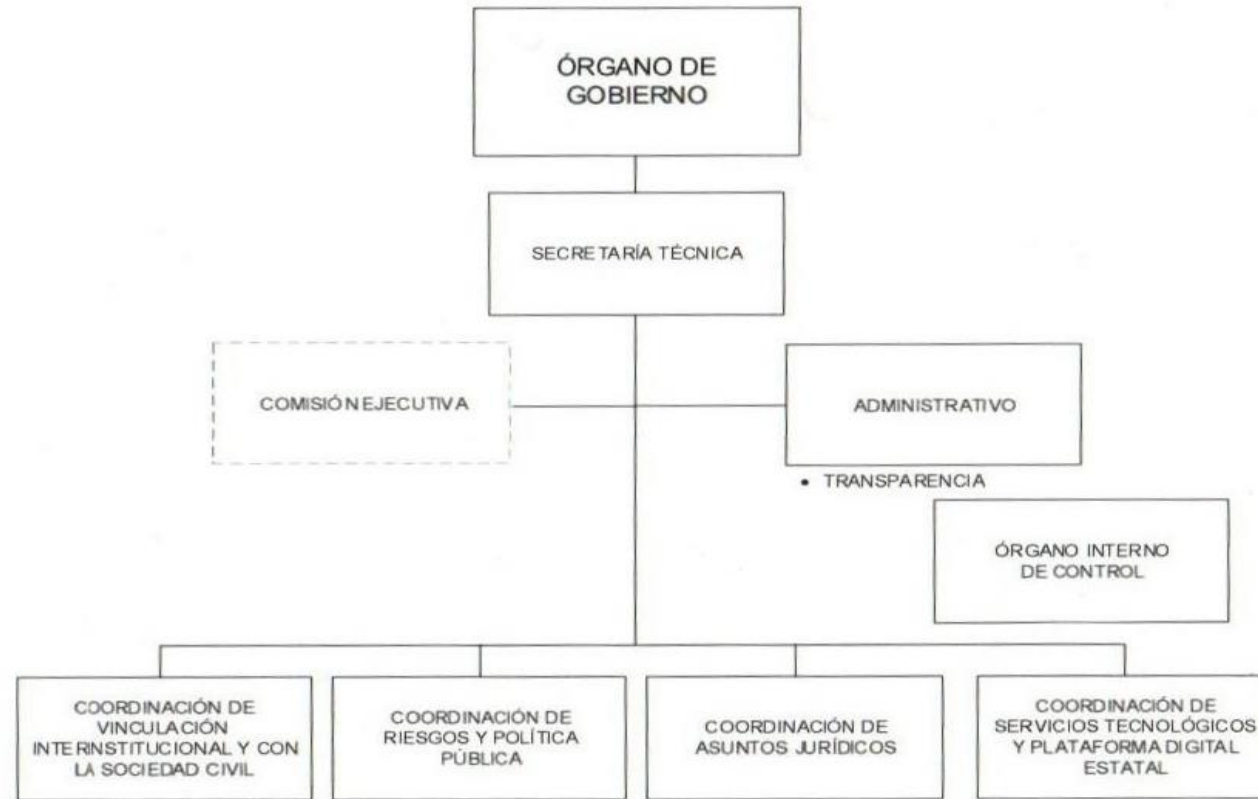 ÓRGANO DE
GOBIERNO
SECRETARÍA TÉCNICA
COMISIÓN EJECUTIVA
ADMINISTRATIVO
• TRANSPARENCIA
ÓRGANO INTERNO
DE CONTROL
COORDINACIÓN DE
VINCULACIÓN
INTERINSTITUCIONAL Y CON
LA SOCIEDAD CIVIL
COORDINACIÓN DE
RIESGOS Y POLÍTICA
PÚBLICA
COORDINACIÓN DE
ASUNTOS JURÍDICOS
COORDINACIÓN DE
SERVICIOS TECNOLÓGICOS
Y PLATAFORMA DIGITAL
ESTATAL